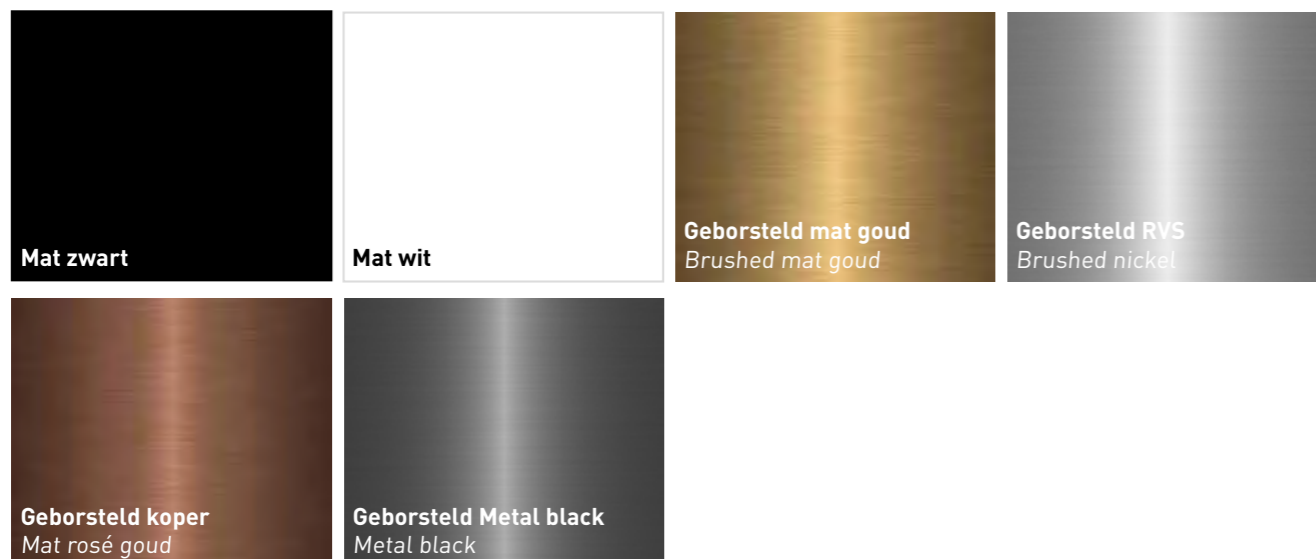 Mat zwart
Mat wit
Geborsteld mat goud
Brushed mat goud
Geborsteld RVS
Brushed nickel
Geborsteld koper
Mat rosé goud
Geborsteld Metal black
Metal black